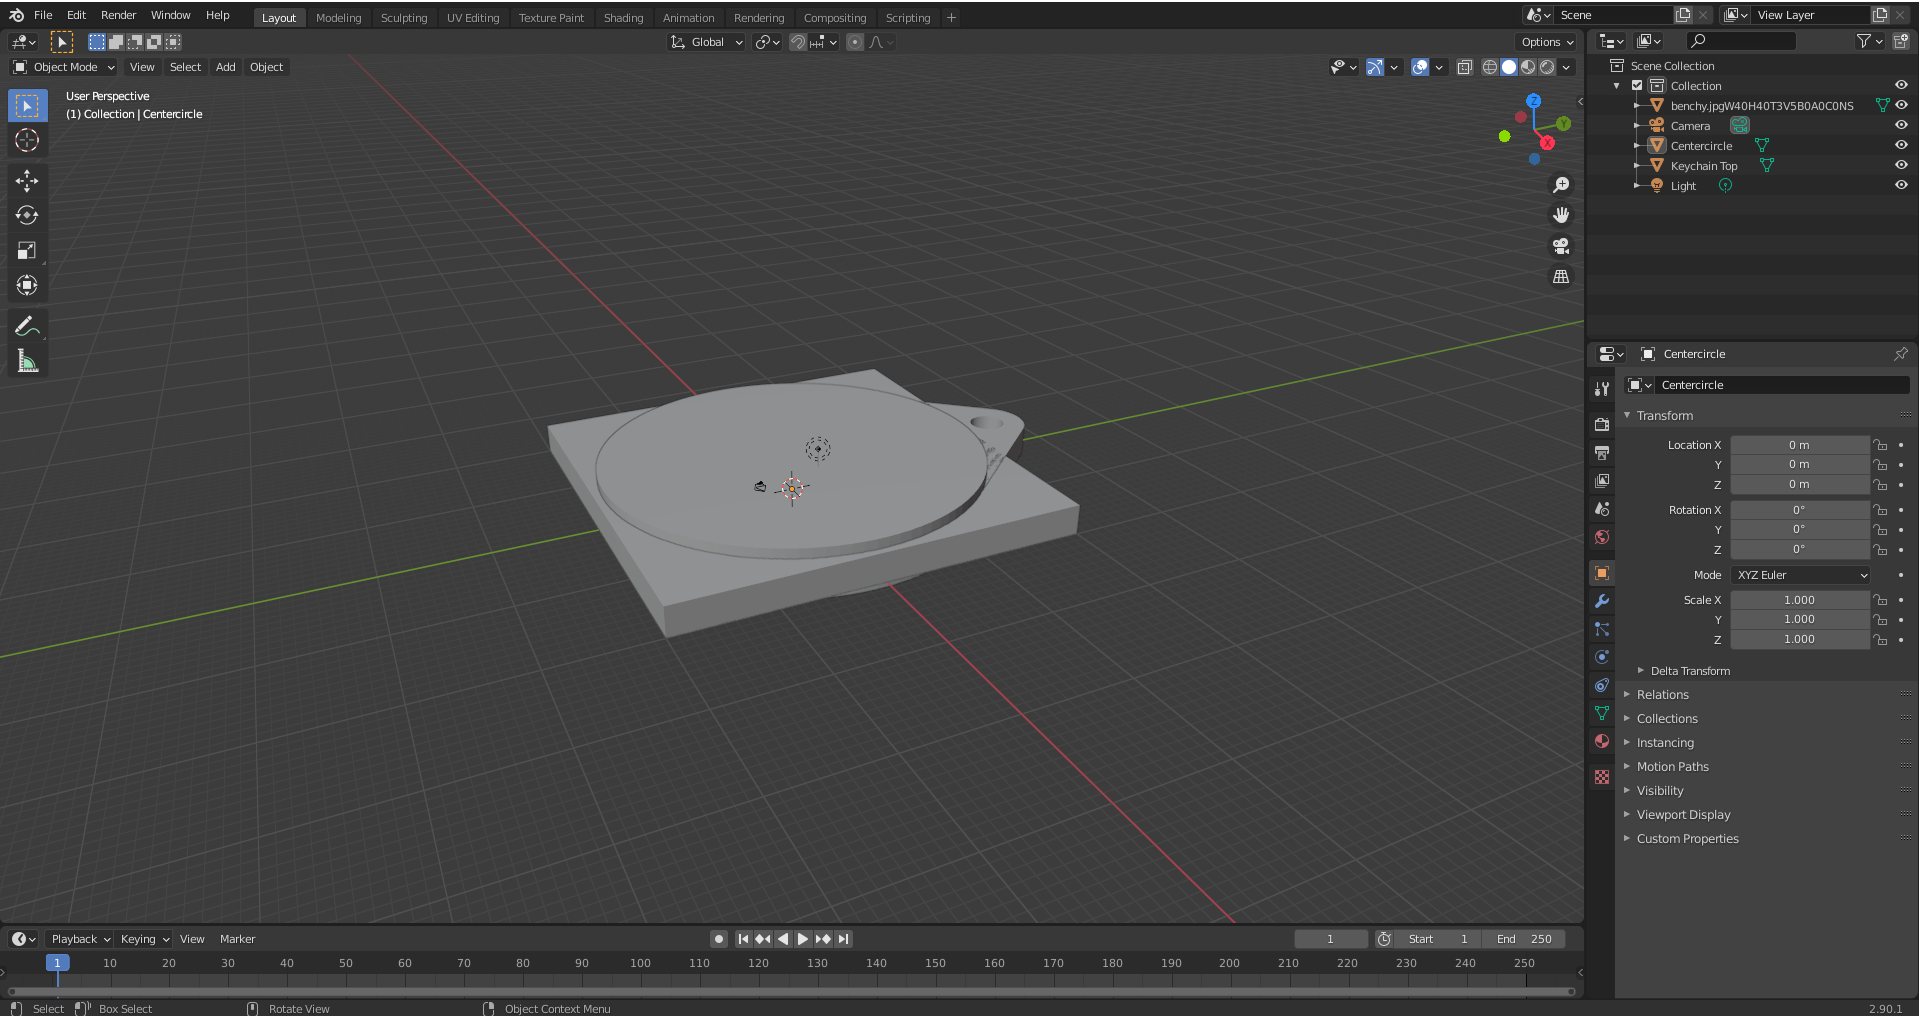 File Edit Render Window Help Layout Modeling Sculpting UV Editing Texture Paint Shading Animation Rendering Compositing Scripting + Scene View Layer
Global Options
Object Mode View Select Add Object
User Perspective
(1) Collection | Centercircle
Z
Y
X
Scene Collection
Collection
benchy.jpgW40H40T3V5B0A0C0NS
Camera
Centercircle
Keychain Top
Light
Centercircle
Centercircle
Transform
Location X 0 m
Y 0 m
Z 0 m
Rotation X 0°
Y 0°
Z 0°
Mode XYZ Euler
Scale X 1.000
Y 1.000
Z 1.000
Delta Transform
Relations
Collections
Instancing
Motion Paths
Visibility
Viewport Display
Custom Properties
Playback Keying View Marker 1 Start 1 End 250
1 10 20 30 40 50 60 70 80 90 100 110 120 130 140 150 160 170 180 190 200 210 220 230 240 250
Select Box Select Rotate View Object Context Menu 2.90.1